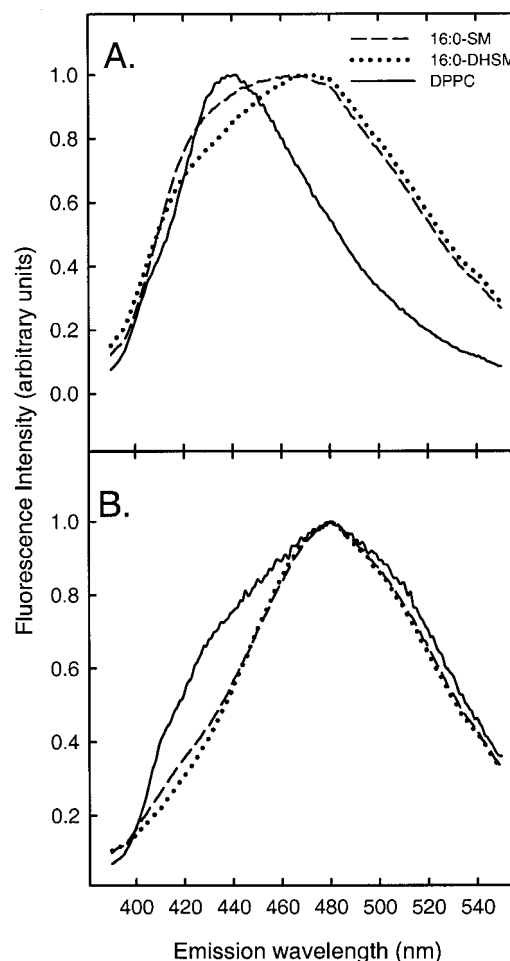 A.
16:0-SM
16:0-DHSM
DPPC
1.0
0.8
0.6
0.4
0.2
0.0
Fluorescence Intensity (arbitrary units)
B.
1.0
0.8
0.6
0.4
0.2
400 420 440 460 480 500 520 540
Emission wavelength (nm)